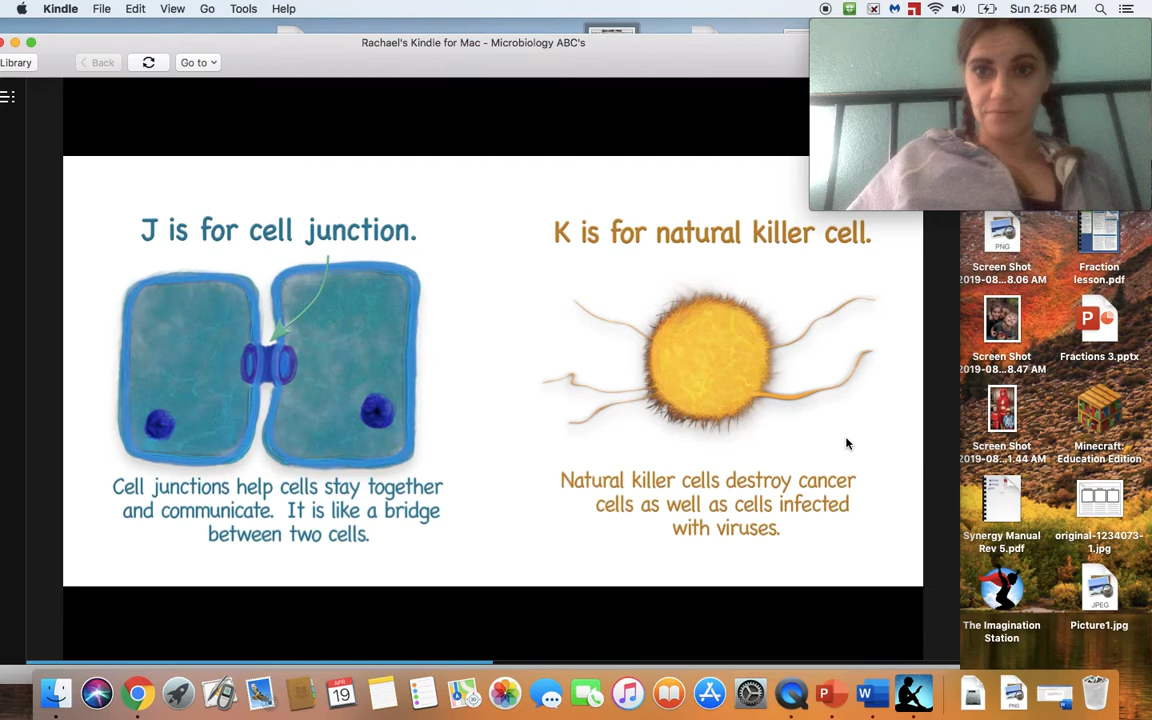 Kindle File Edit View Go Tools Help
Sun 2:56 PM
Rachael's Kindle for Mac - Microbiology ABC's
Library
Back
Go to
J is for cell junction.
Cell junctions help cells stay together
and communicate. It is like a bridge
between two cells.
K is for natural killer cell.
Natural killer cells destroy cancer
cells as well as cells infected
with viruses.
PNG
Screen Shot
2019-08...8.06 AM
Fraction
lesson.pdf
Screen Shot
2019-08...8.47 AM
Fractions 3.pptx
Screen Shot
2019-08...1.44 AM
Minecraft:
Education Edition
Synergy Manual
Rev 5.pdf
original-1234073-
1.jpg
The Imagination
Station
JPEG
Picture1.jpg
APR
19